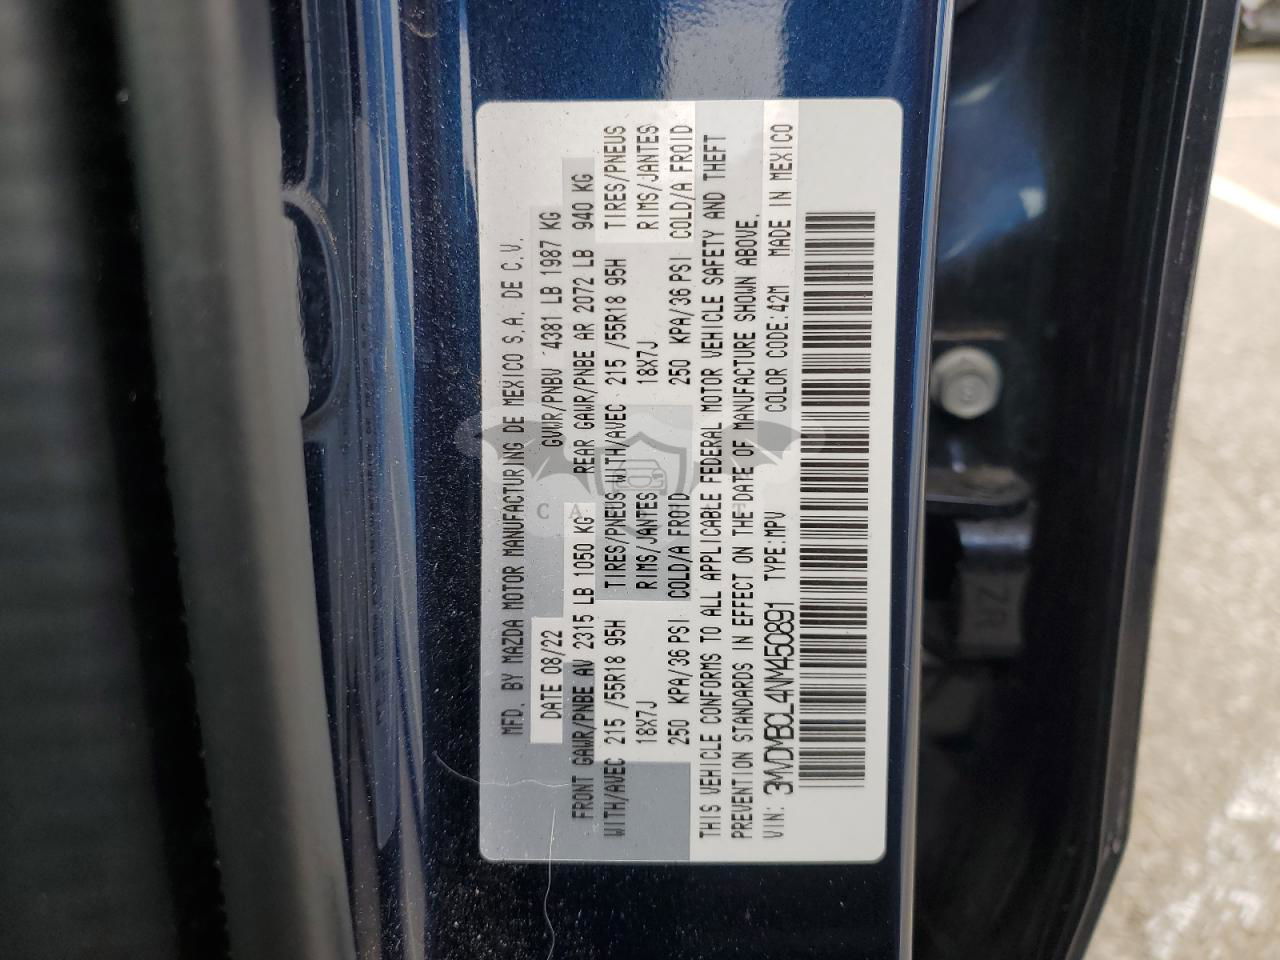 MFD. BY MAZDA MOTOR MANUFACTURING DE MEXICO S.A. DE C.V.
DATE 08/22 GVWR/PNBV 4381 LB 1987 KG
FRONT GAWR/PNBE AV 2315 LB 1050 KG REAR GAWR/PNBE AR 2072 LB 940 KG
WITH/AVEC 215 /55R18 95H TIRES/PNEUS WITH/AVEC 215 /55R18 95H TIRES/PNEUS
18X7J RIMS/JANTES 18X7J RIMS/JANTES
250 KPA/36 PSI COLD/A FROID 250 KPA/36 PSI COLD/A FROID
THIS VEHICLE CONFORMS TO ALL APPLICABLE FEDERAL MOTOR VEHICLE SAFETY AND THEFT
PREVENTION STANDARDS IN EFFECT ON THE DATE OF MANUFACTURE SHOWN ABOVE.
VIN: 3MVDMBCL4NM450891 TYPE:MPV COLOR CODE:42M MADE IN MEXICO
ZR